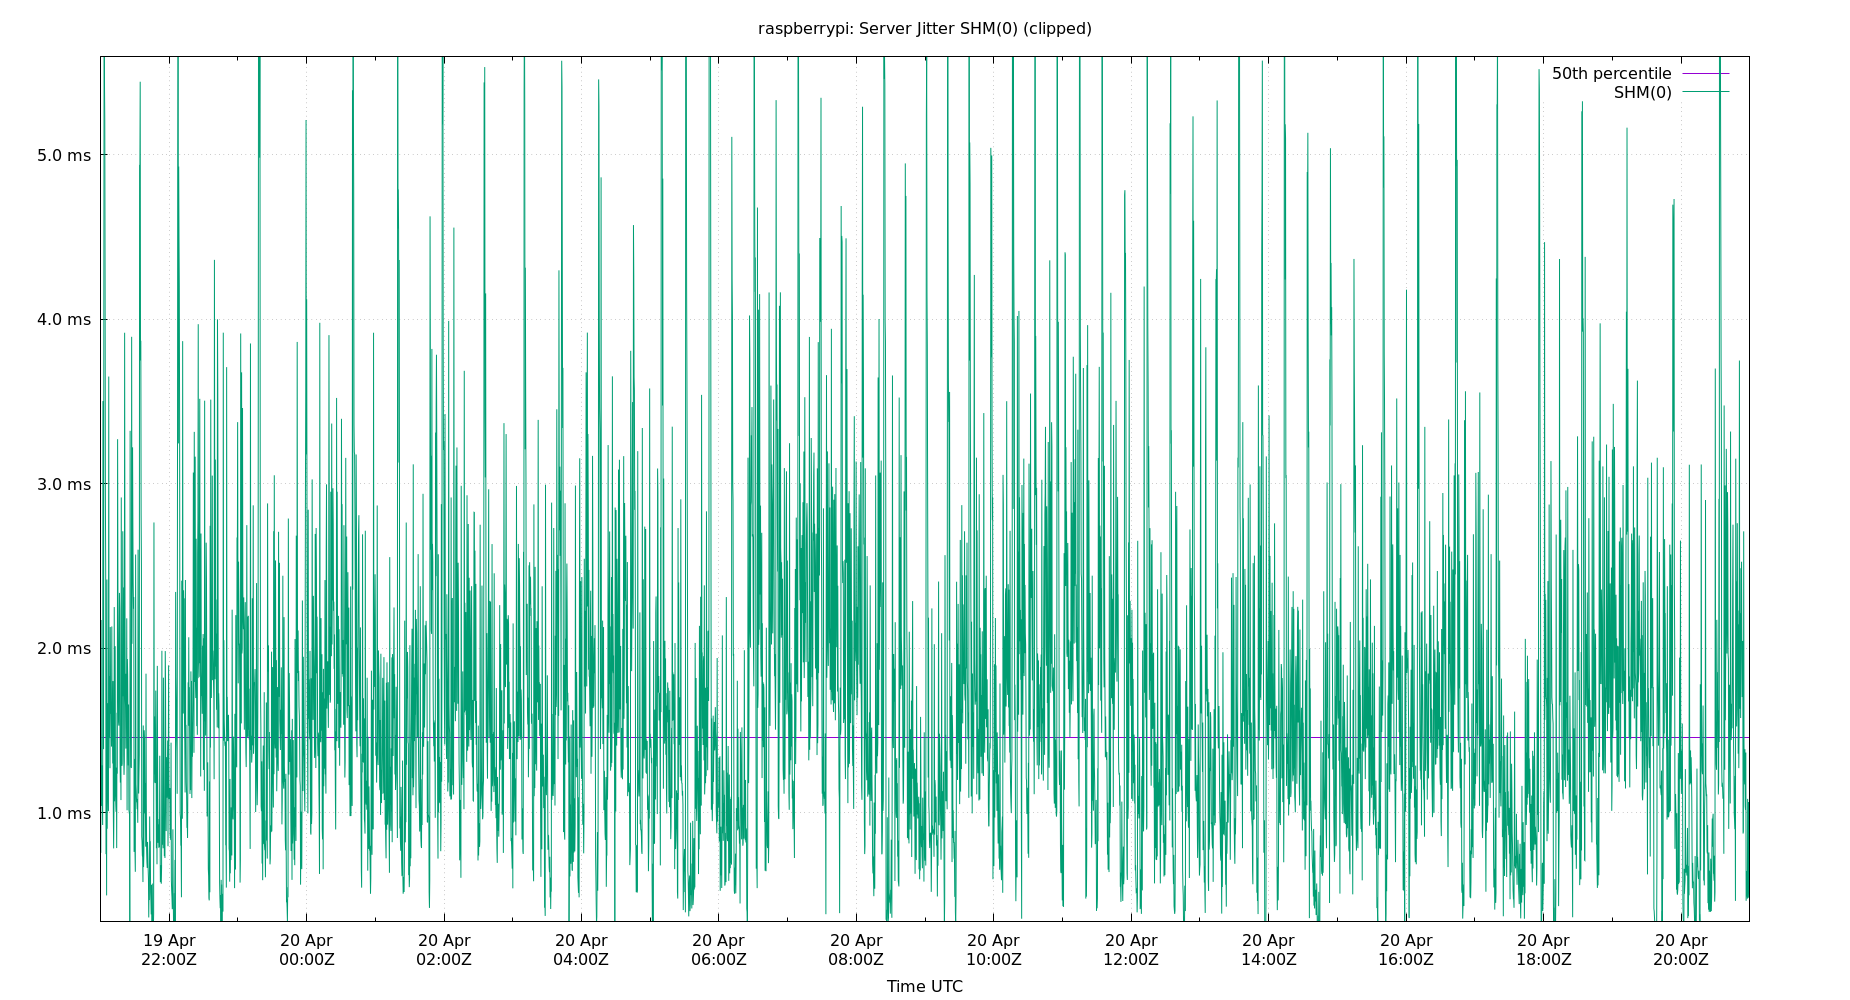 raspberrypi: Server Jitter SHM(0) (clipped)
50th percentile
SHM(0)
5.0 ms
4.0 ms
3.0 ms
2.0 ms
1.0 ms
19 Apr 20 Apr 20 Apr 20 Apr 20 Apr 20 Apr 20 Apr 20 Apr 20 Apr 20 Apr 20 Apr 20 Apr
22:00Z 00:00Z 02:00Z 04:00Z 06:00Z 08:00Z 10:00Z 12:00Z 14:00Z 16:00Z 18:00Z 20:00Z
Time UTC